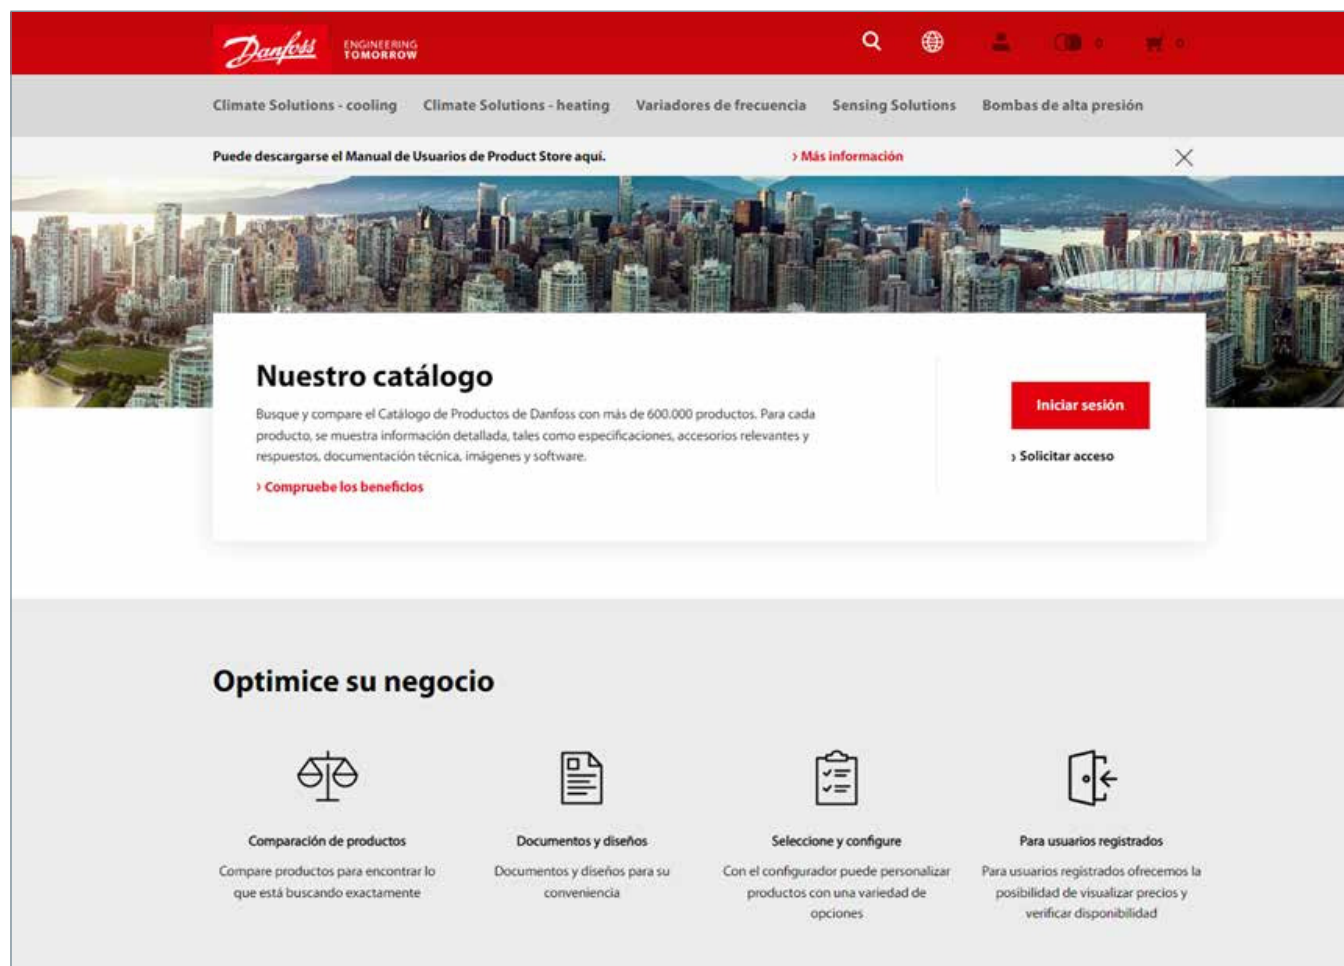 Danfoss
ENGINEERING
TOMORROW
0
0
Climate Solutions - cooling Climate Solutions - heating Variadores de frecuencia Sensing Solutions Bombas de alta presión
Puede descargarse el Manual de Usuarios de Product Store aquí. › Más información
Nuestro catálogo
Busque y compare el Catálogo de Productos de Danfoss con más de 600.000 productos. Para cada
producto, se muestra información detallada, tales como especificaciones, accesorios relevantes y
respuestos, documentación técnica, imágenes y software.
› Compruebe los beneficios
Iniciar sesión
› Solicitar acceso
Optimice su negocio
Comparación de productos
Compare productos para encontrar lo
que está buscando exactamente
Documentos y diseños
Documentos y diseños para su
conveniencia
Seleccione y configure
Con el configurador puede personalizar
productos con una variedad de
opciones
Para usuarios registrados
Para usuarios registrados ofrecemos la
posibilidad de visualizar precios y
verificar disponibilidad